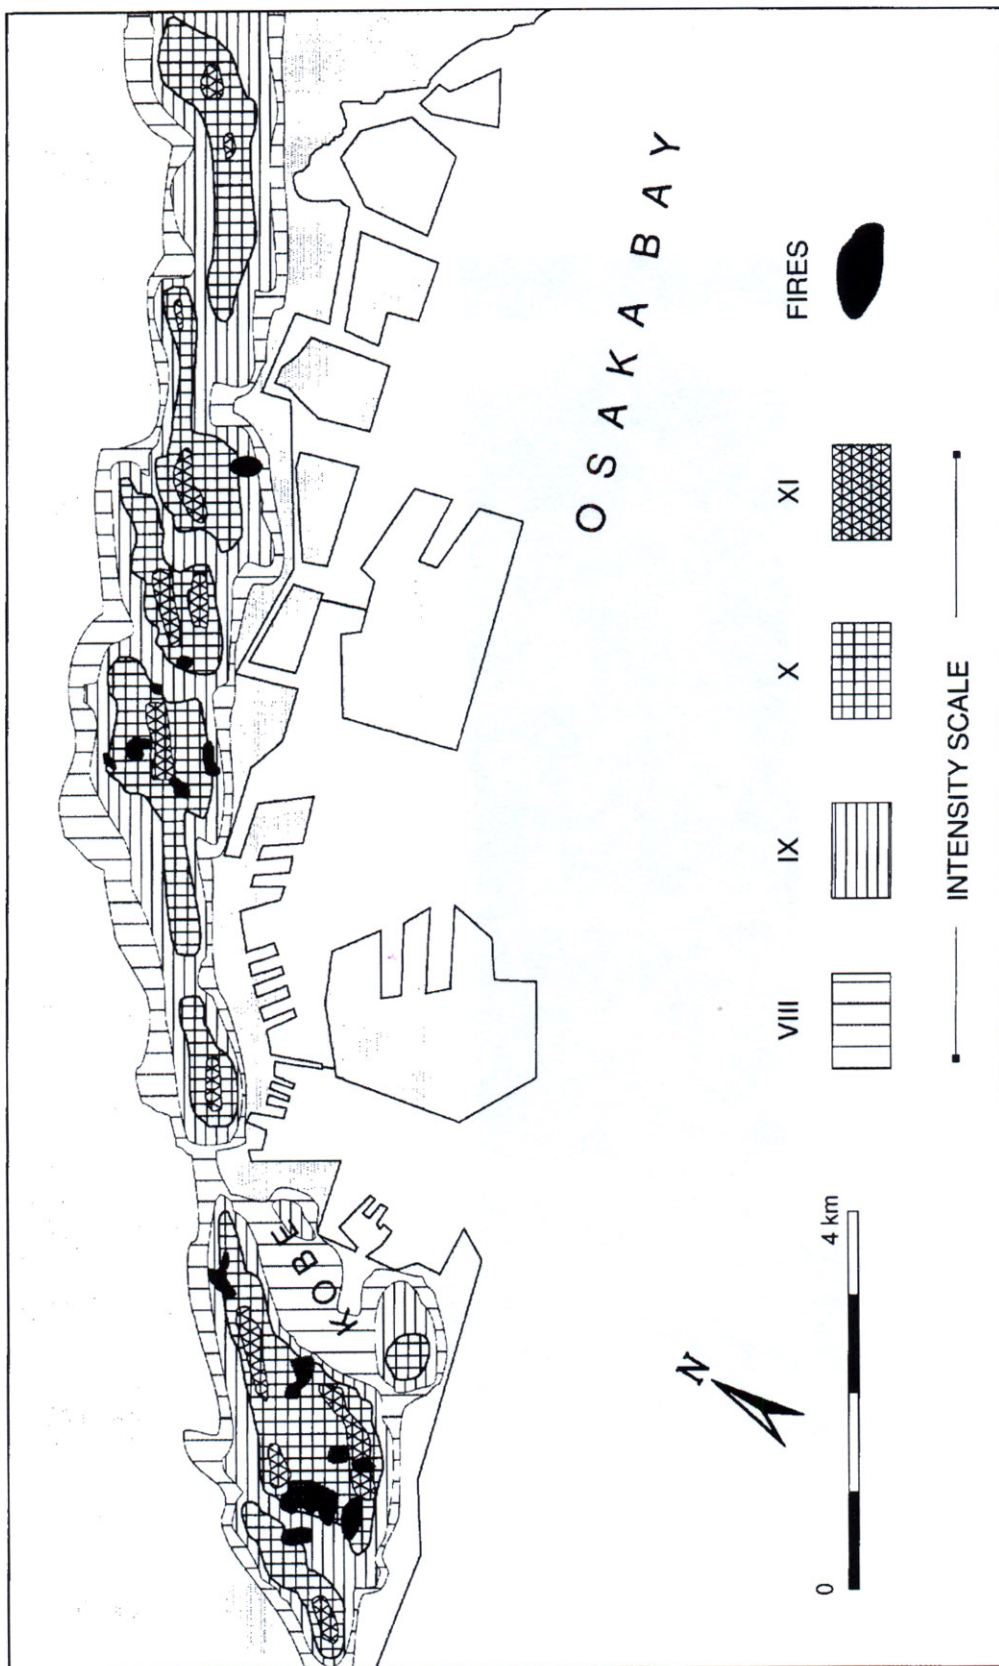 OSAKA BAY
KOBE
N
0 4 km
VIII IX X XI FIRES
INTENSITY SCALE